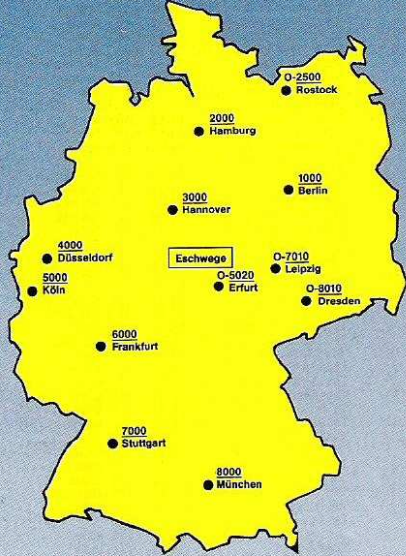 O-2500
Rostock
2000
Hamburg
1000
Berlin
3000
Hannover
4000
Düsseldorf
Eschwege
O-7010
Leipzig
5000
Köln
O-5020
Erfurt
O-8010
Dresden
6000
Frankfurt
7000
Stuttgart
8000
München